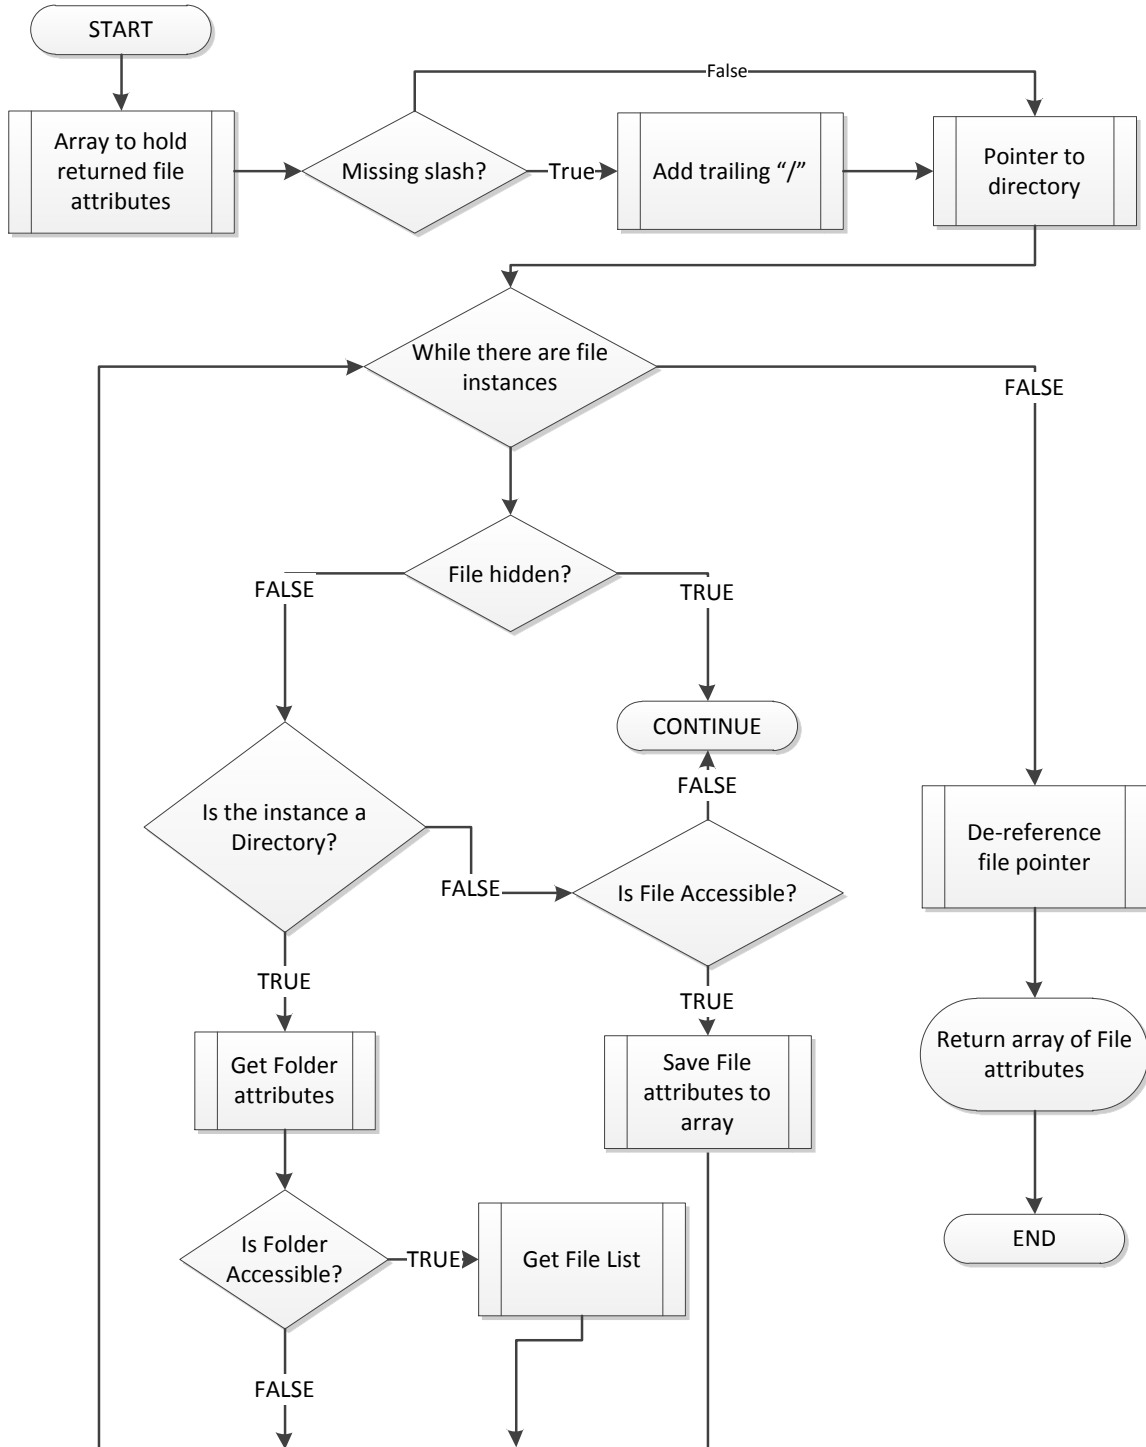 START
False
Array to hold
returned file
attributes
Missing slash?
True
Add trailing “/”
Pointer to
directory
While there are file
instances
FALSE
File hidden?
FALSE
TRUE
CONTINUE
FALSE
Is the instance a
Directory?
FALSE
Is File Accessible?
De-reference
file pointer
TRUE
TRUE
Get Folder
attributes
Save File
attributes to
array
Return array of File
attributes
Is Folder
Accessible?
TRUE
Get File List
END
FALSE